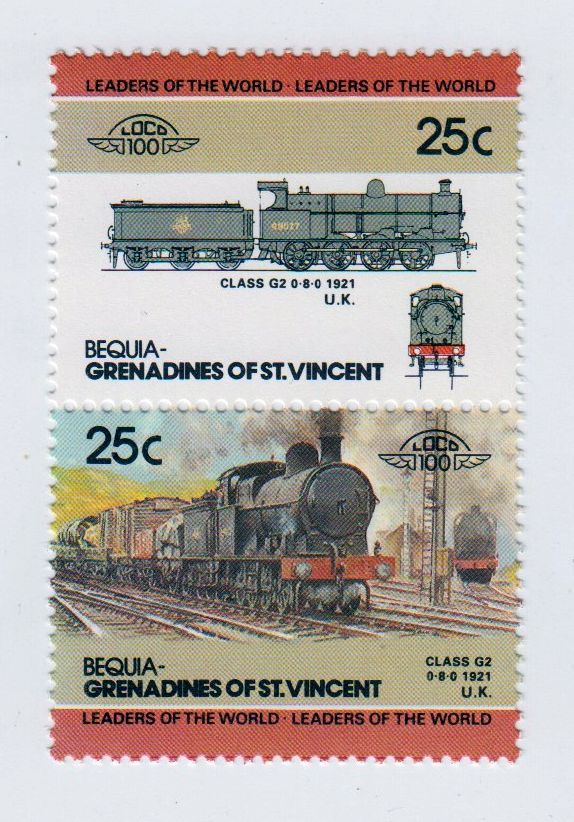 LEADERS OF THE WORLD · LEADERS OF THE WORLD
LOCO
100
25c
49027
CLASS G2 0·8·0 1921
U.K.
BEQUIA-
GRENADINES OF ST. VINCENT
25c
LOCO
100
BEQUIA-
GRENADINES OF ST. VINCENT
CLASS G2
0·8·0 1921
U.K.
LEADERS OF THE WORLD · LEADERS OF THE WORLD